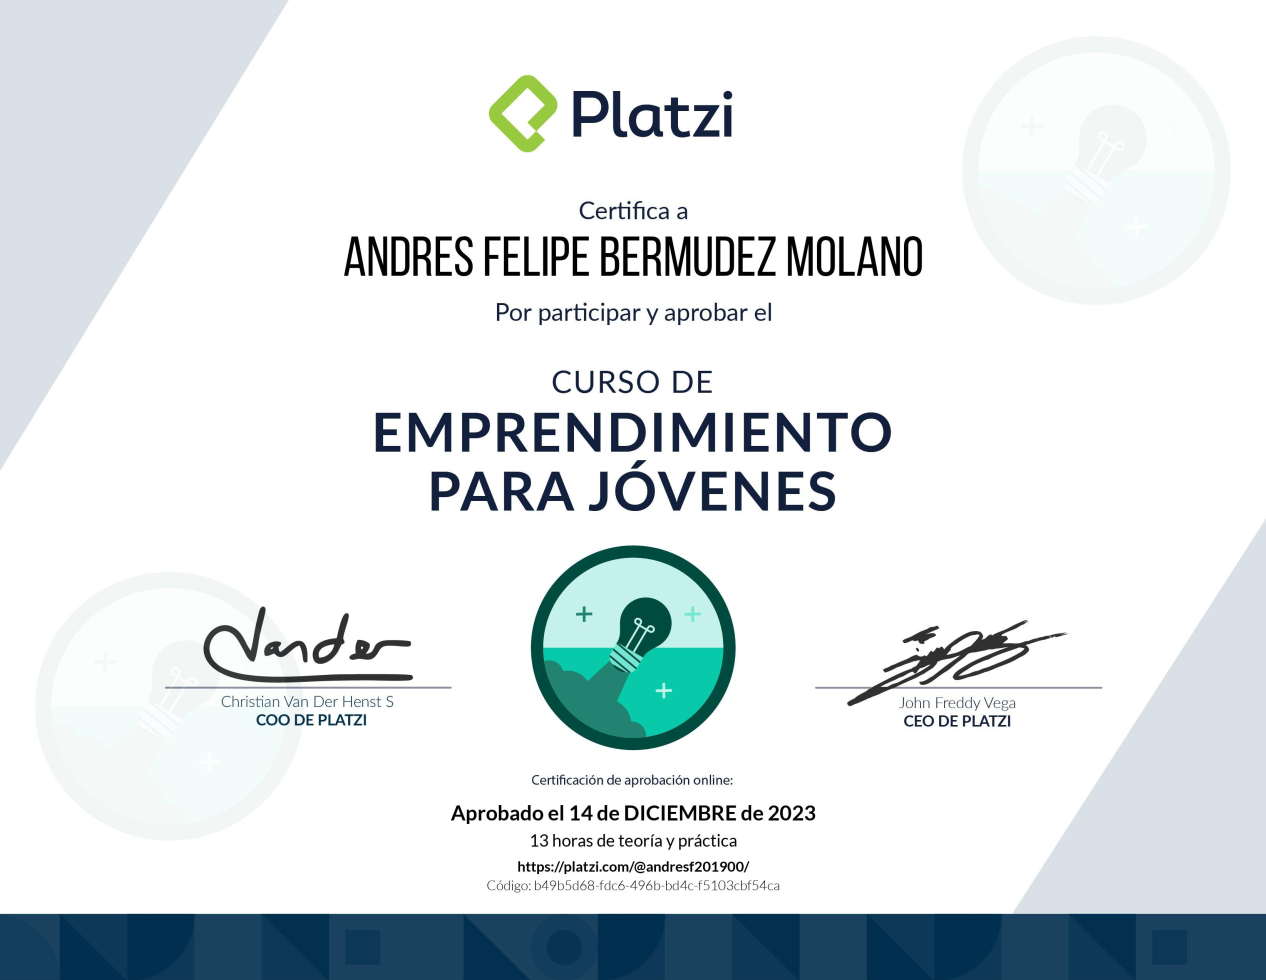 Platzi
Certifica a
ANDRES FELIPE BERMUDEZ MOLANO
Por participar y aprobar el
CURSO DE
EMPRENDIMIENTO
PARA JÓVENES
Vander
Christian Van Der Henst S
COO DE PLATZI
John Freddy Vega
CEO DE PLATZI
Certificación de aprobación online:
Aprobado el 14 de DICIEMBRE de 2023
13 horas de teoría y práctica
https://platzi.com/@andresf201900/
Código: b49b5d68-fdc6-496b-bd4c-f5103cbf54ca